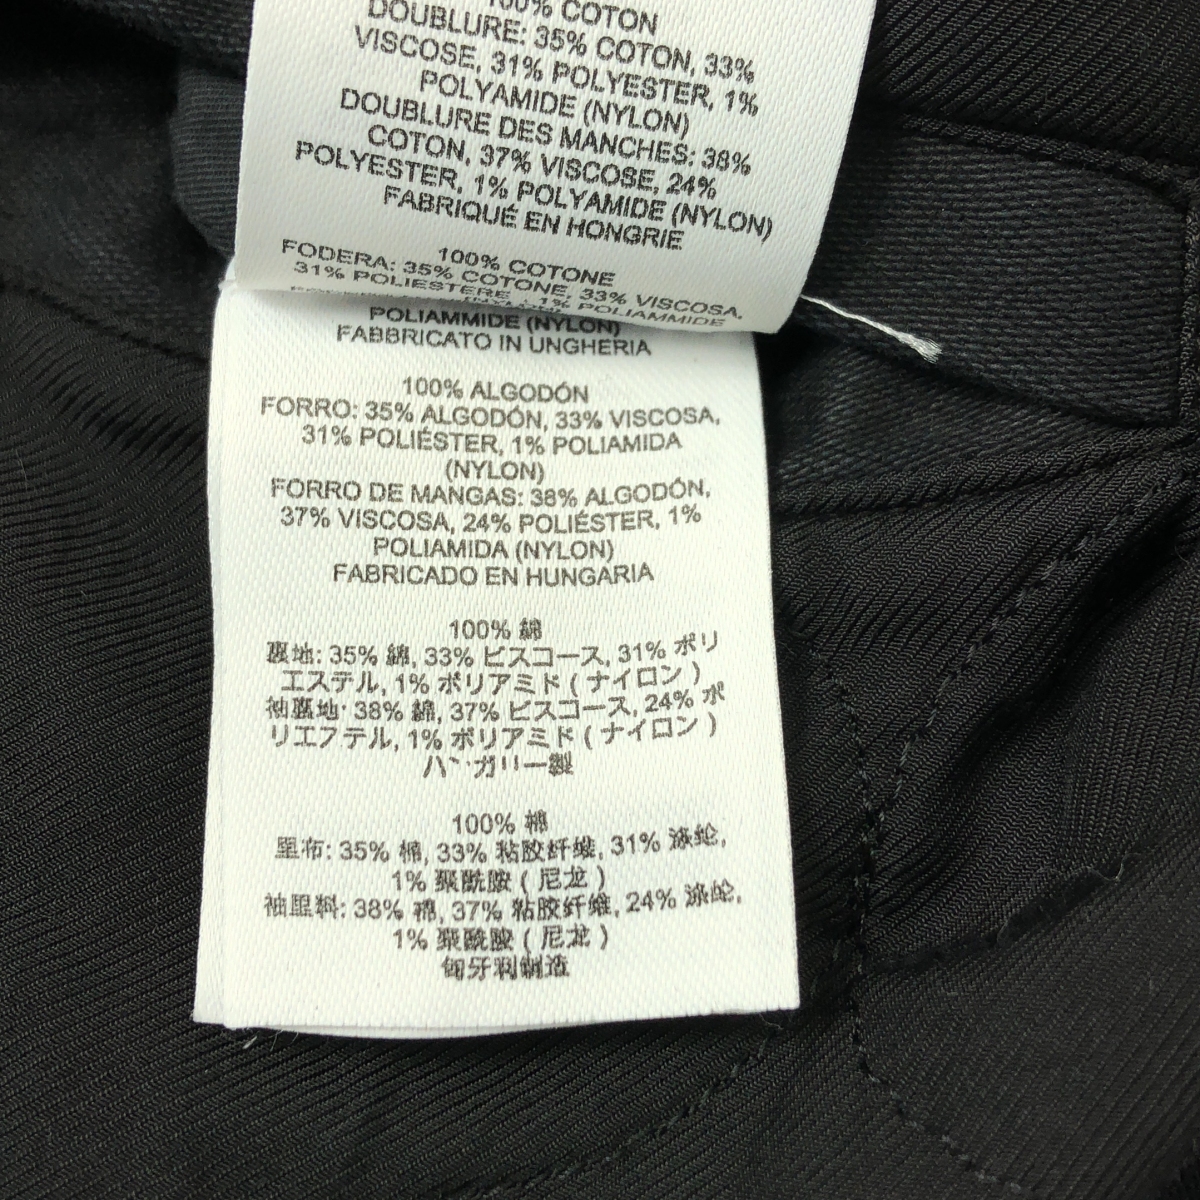 100% COTON
DOUBLURE: 35% COTON, 33%
VISCOSE, 31% POLYESTER, 1%
POLYAMIDE (NYLON)
DOUBLURE DES MANCHES: 38%
COTON, 37% VISCOSE, 24%
POLYESTER, 1% POLYAMIDE (NYLON)
FABRIQUÉ EN HONGRIE
100% COTONE
FODERA: 35% COTONE, 33% VISCOSA,
31% POLIESTERE, 1% POLIAMMIDE
POLIAMMIDE (NYLON)
FABBRICATO IN UNGHERIA
100% ALGODÓN
FORRO: 35% ALGODÓN, 33% VISCOSA,
31% POLIÉSTER, 1% POLIAMIDA
(NYLON)
FORRO DE MANGAS: 38% ALGODÓN,
37% VISCOSA, 24% POLIÉSTER, 1%
POLIAMIDA (NYLON)
FABRICADO EN HUNGARIA
100% 綿
裏地: 35% 綿, 33% ビスコース, 31% ポリ
エステル, 1% ポリアミド ( ナイロン )
袖裏地: 38% 綿, 37% ビスコース, 24% ポ
リエステル, 1% ポリアミド ( ナイロン )
ハンガリー製
100% 棉
里布: 35% 棉, 33% 粘胶纤维, 31% 涤纶,
1% 聚酰胺 ( 尼龙 )
袖里料: 38% 棉, 37% 粘胶纤维, 24% 涤纶,
1% 聚酰胺 ( 尼龙 )
匈牙利制造